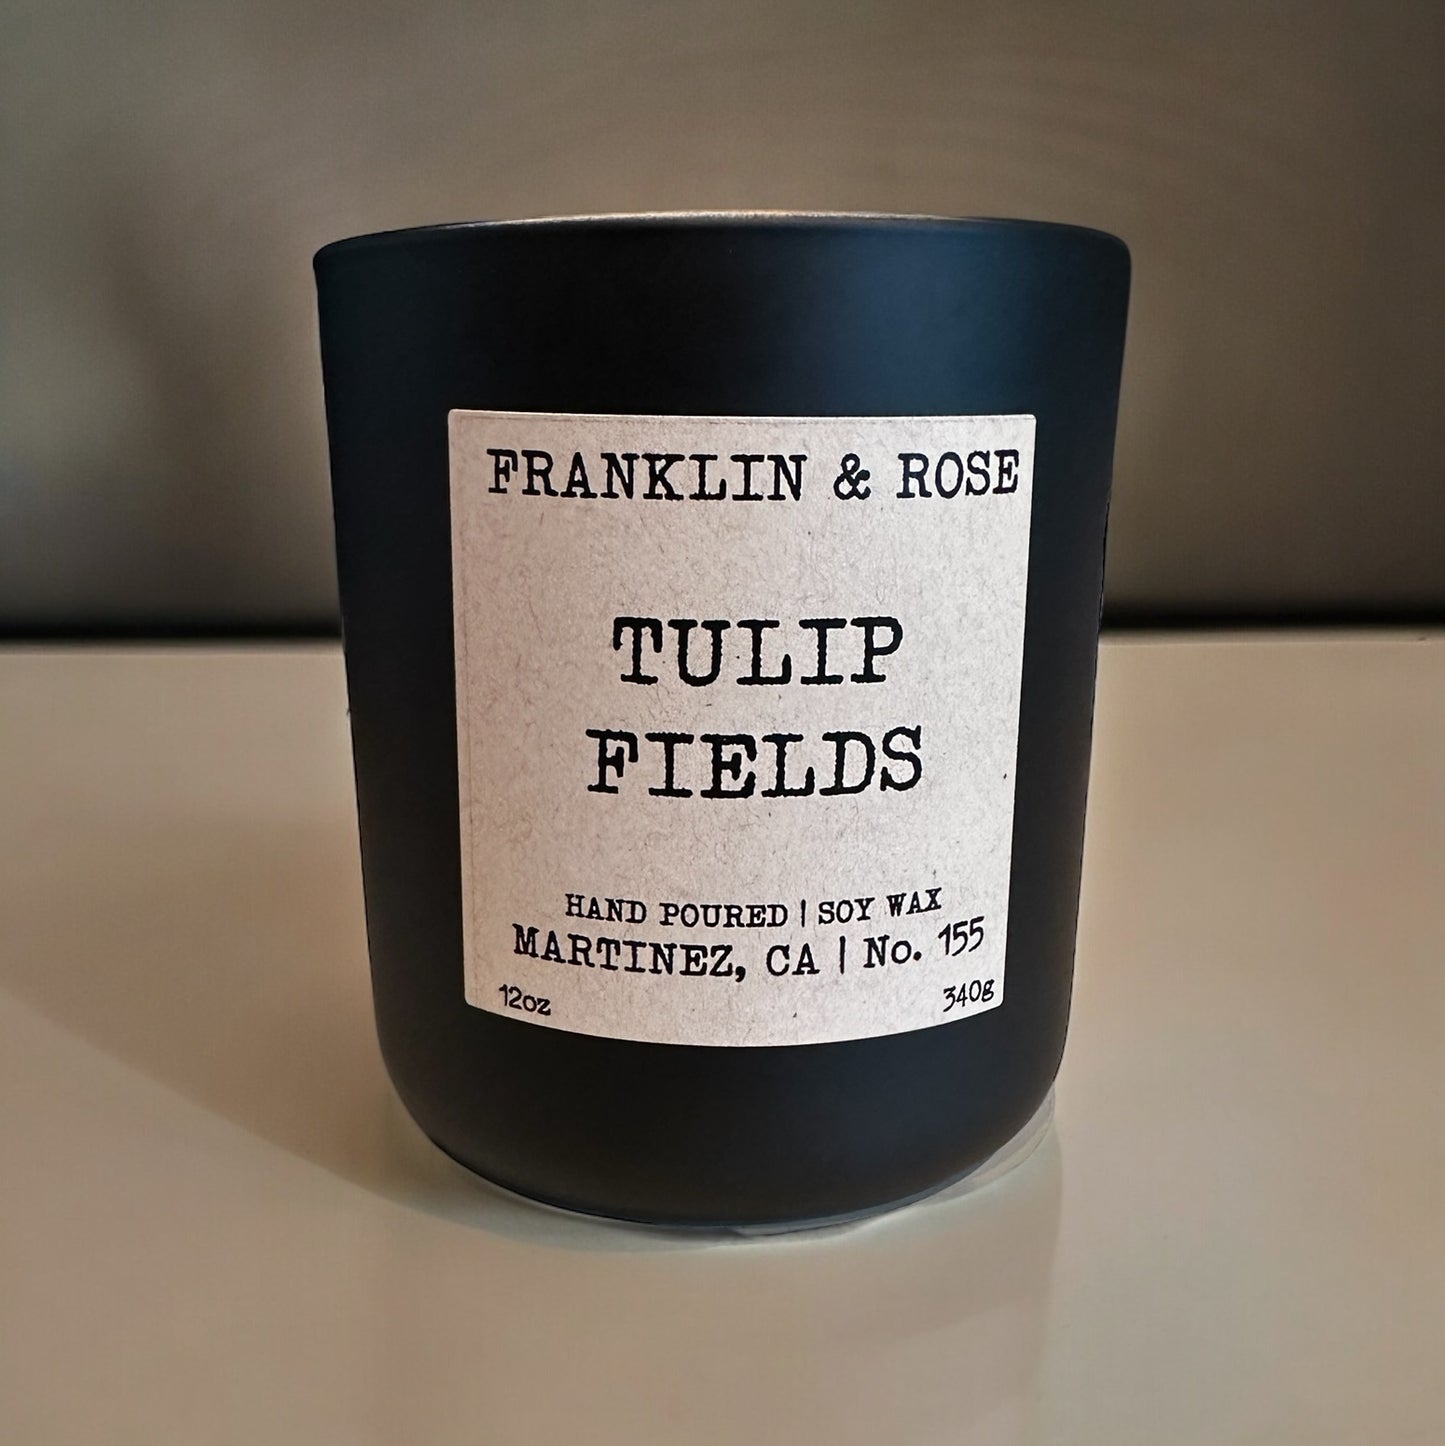 FRANKLIN & ROSE
TULIP
FIELDS
HAND POURED | SOY WAX
MARTINEZ, CA | No. 155
12oz 340g